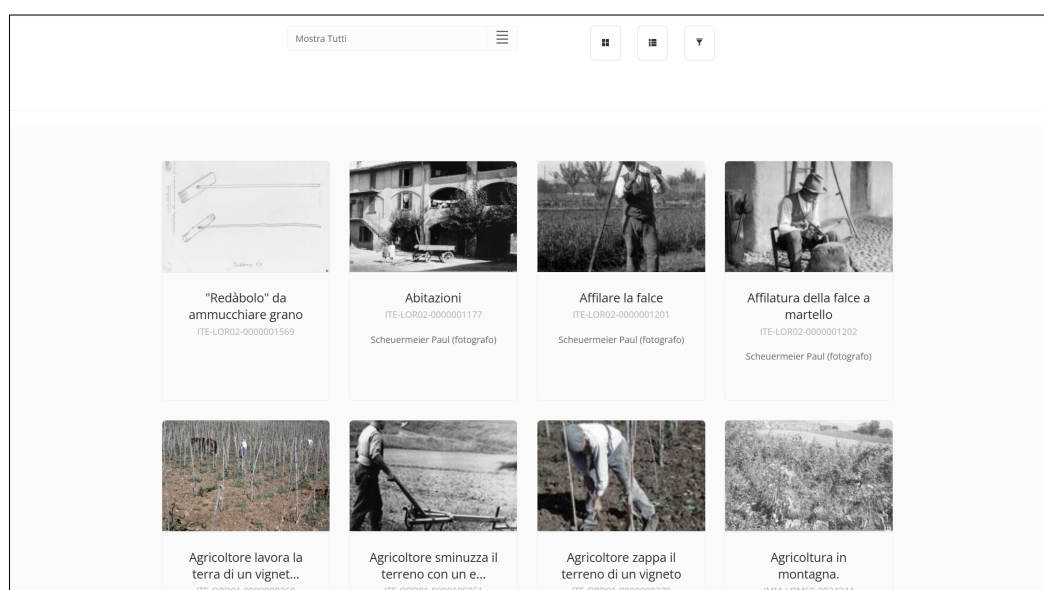 Mostra Tutti
"Redàbolo" da
ammucchiare grano
ITE-LOR02-0000001569
Abitazioni
ITE-LOR02-0000001177
Scheuermeier Paul (fotografo)
Affilare la falce
ITE-LOR02-0000001201
Scheuermeier Paul (fotografo)
Affilatura della falce a
martello
ITE-LOR02-0000001202
Scheuermeier Paul (fotografo)
Agricoltore lavora la
terra di un vignet...
Agricoltore sminuzza il
terreno con un e...
Agricoltore zappa il
terreno di un vigneto
Agricoltura in
montagna.